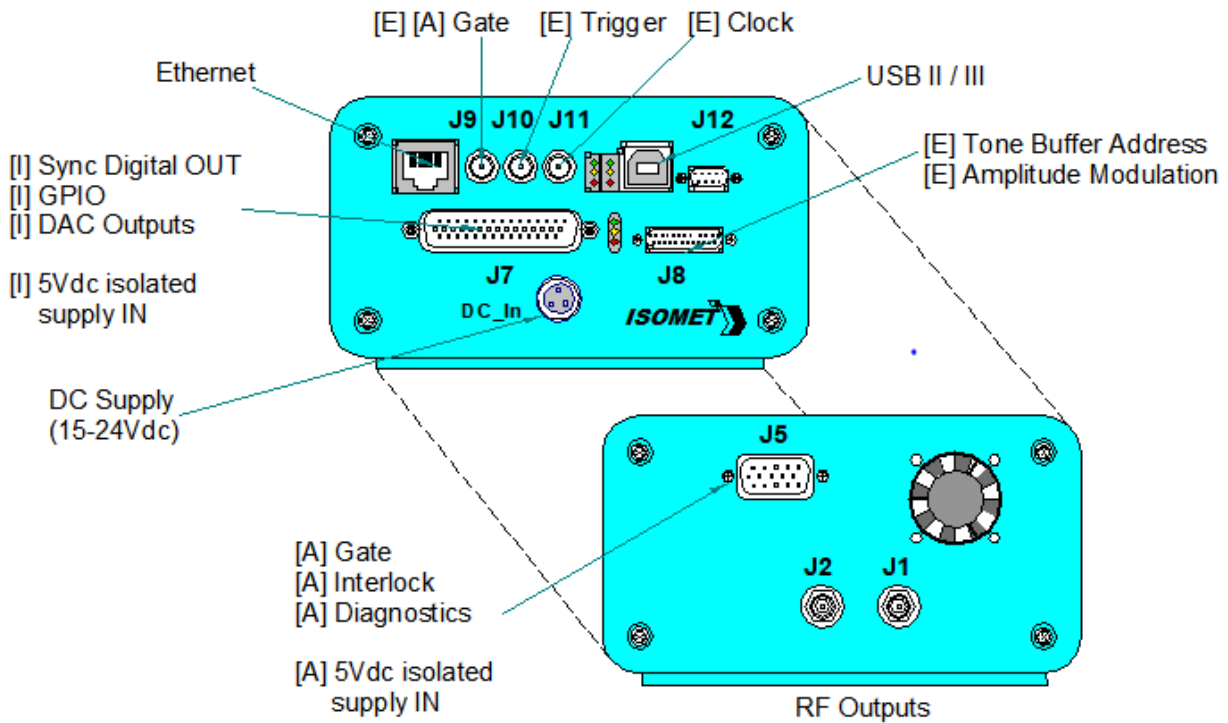 [E] [A] Gate
[E] Trigger
[E] Clock
Ethernet
USB II / III
J9
J10
J11
J12
[E] Tone Buffer Address
[E] Amplitude Modulation
[I] Sync Digital OUT
[I] GPIO
[I] DAC Outputs
[I] 5Vdc isolated
supply IN
J7
J8
DC_In
ISOMET
DC Supply
(15-24Vdc)
J5
[A] Gate
[A] Interlock
[A] Diagnostics
J2
J1
[A] 5Vdc isolated
supply IN
RF Outputs